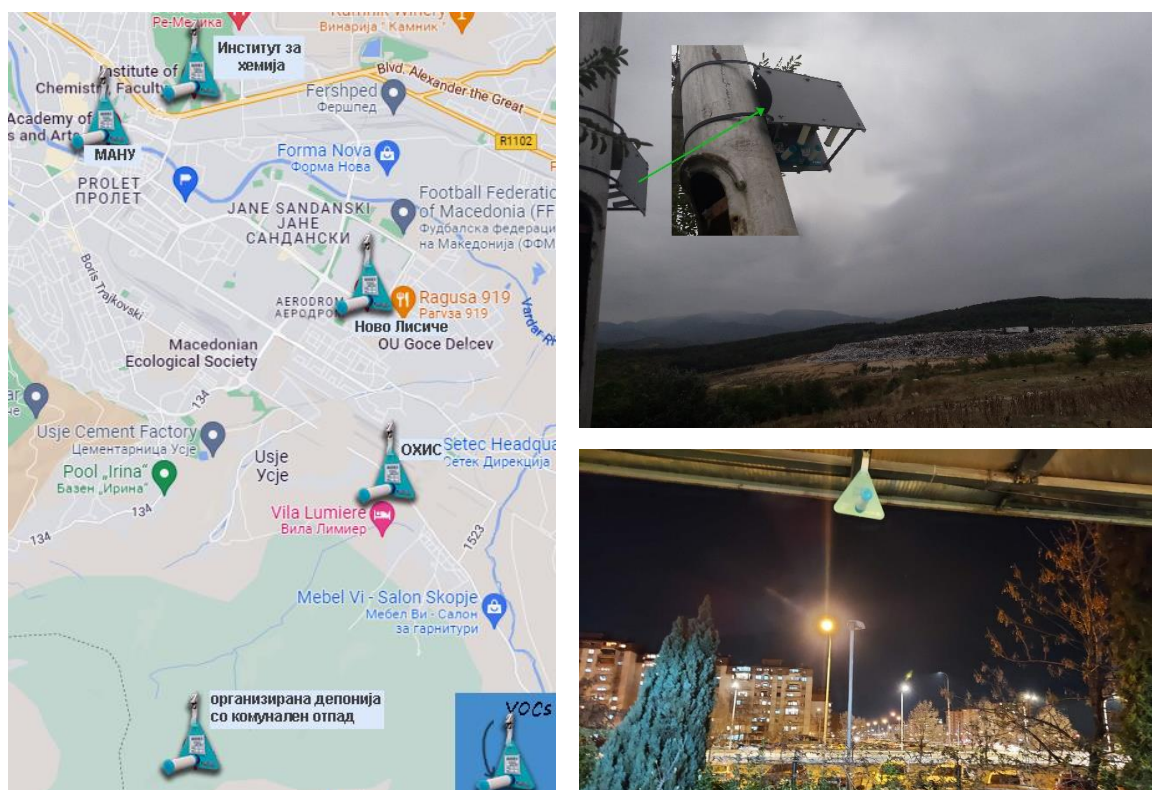 Ре-Медика
Kamnik Winery
Винарија " Камник "
Институт за
хемија
Institute of
Chemistry, Faculty
Blvd. Alexander the Great
Fershped
Фершпед
Academy of
s and Arts
МАНУ
R1102
Forma Nova
Форма Нова
PROLET
ПРОЛЕТ
JANE SANDANSKI
ЈАНЕ
САНДАНСКИ
Football Federatio
of Macedonia (FF
Фудбалска федераци
на Македонија (ФФМ
Boris Trajkovski
AERODROM
АЕРОДРОМ
Ragusa 919
Рагуза 919
Ново Лисиче
OU Goce Delcev
Vardar
Macedonian
Ecological Society
134
Usje Cement Factory
Цементарница Усје
Usje
Усје
ОХИС
Setec Headqua
Сетек Дирекција
Pool „Irina“
Базен „Ирина“
134
134
Vila Lumiere
Вила Лимиер
1523
Mebel Vi - Salon Skopje
Мебел Ви - Салон
за гарнитури
организирана депонија
со комунален отпад
VOCs